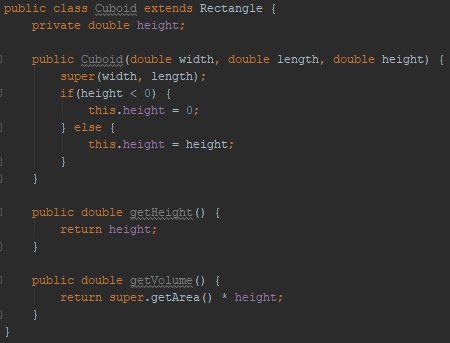 public class Cuboid extends Rectangle {
private double height;
public Cuboid(double width, double length, double height) {
super(width, length);
if(height < 0) {
this.height = 0;
} else {
this.height = height;
}
}
public double getHeight() {
return height;
}
public double getVolume() {
return super.getArea() * height;
}
}